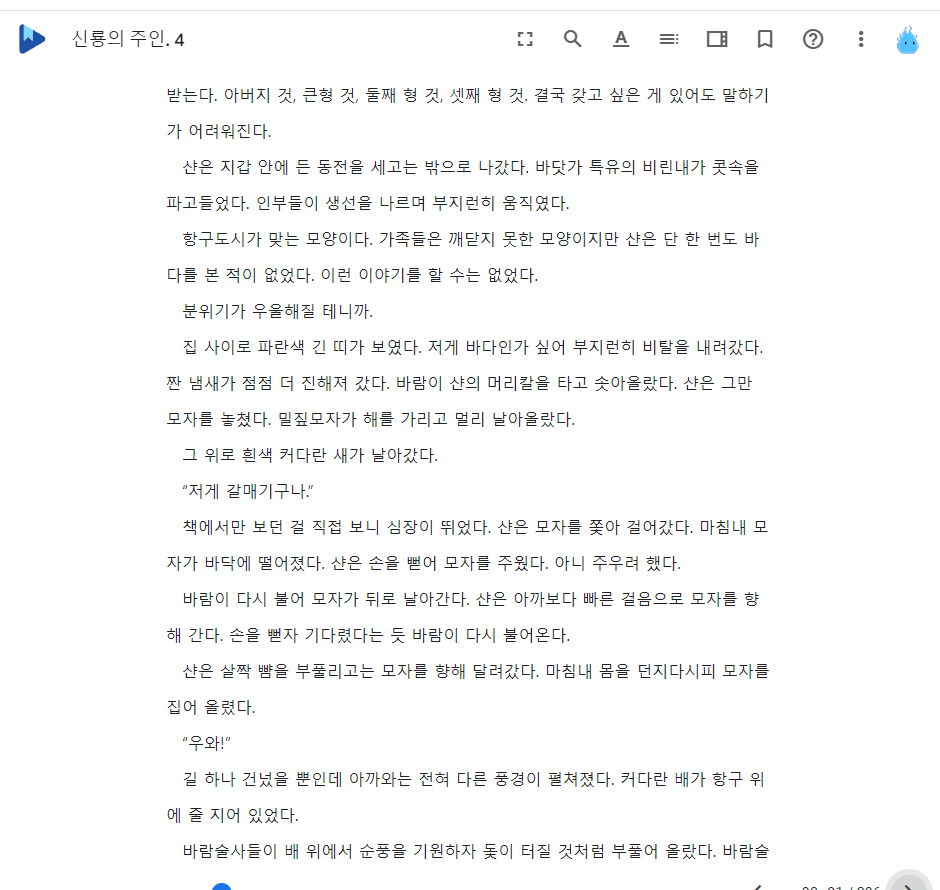 신룡의 주인. 4
받는다. 아버지 것, 큰형 것, 둘째 형 것, 셋째 형 것. 결국 갖고 싶은 게 있어도 말하기
가 어려워진다.
샨은 지갑 안에 든 동전을 세고는 밖으로 나갔다. 바닷가 특유의 비린내가 콧속을
파고들었다. 인부들이 생선을 나르며 부지런히 움직였다.
항구도시가 맞는 모양이다. 가족들은 깨닫지 못한 모양이지만 샨은 단 한 번도 바
다를 본 적이 없었다. 이런 이야기를 할 수는 없었다.
분위기가 우울해질 테니까.
집 사이로 파란색 긴 띠가 보였다. 저게 바다인가 싶어 부지런히 비탈을 내려갔다.
짠 냄새가 점점 더 진해져 갔다. 바람이 샨의 머리칼을 타고 솟아올랐다. 샨은 그만
모자를 놓쳤다. 밀짚모자가 해를 가리고 멀리 날아올랐다.
그 위로 흰색 커다란 새가 날아갔다.
“저게 갈매기구나.”
책에서만 보던 걸 직접 보니 심장이 뛰었다. 샨은 모자를 쫓아 걸어갔다. 마침내 모
자가 바닥에 떨어졌다. 샨은 손을 뻗어 모자를 주웠다. 아니 주우려 했다.
바람이 다시 불어 모자가 뒤로 날아간다. 샨은 아까보다 빠른 걸음으로 모자를 향
해 간다. 손을 뻗자 기다렸다는 듯 바람이 다시 불어온다.
샨은 살짝 뺨을 부풀리고는 모자를 향해 달려갔다. 마침내 몸을 던지다시피 모자를
집어 올렸다.
“우와!”
길 하나 건넜을 뿐인데 아까와는 전혀 다른 풍경이 펼쳐졌다. 커다란 배가 항구 위
에 줄 지어 있었다.
바람술사들이 배 위에서 순풍을 기원하자 돛이 터질 것처럼 부풀어 올랐다. 바람술